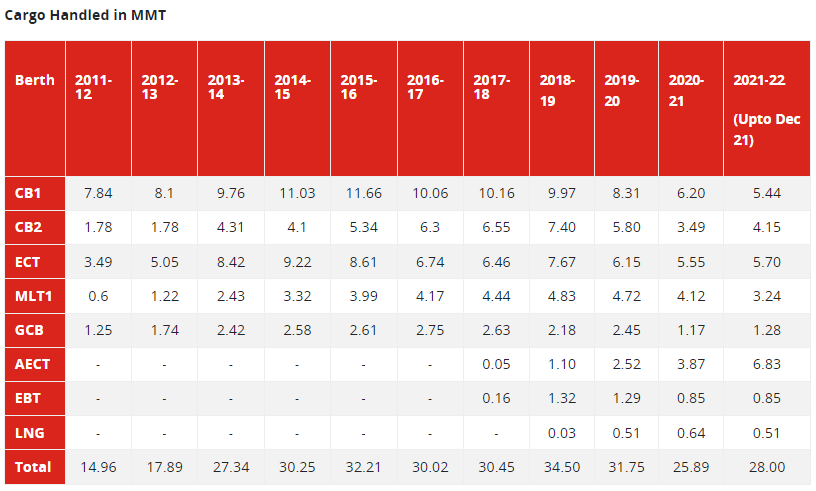 Cargo Handled in MMT
Berth 2011-12 2012-13 2013-14 2014-15 2015-16 2016-17 2017-18 2018-19 2019-20 2020-21 2021-22 (Upto Dec 21)
CB1 7.84 8.1 9.76 11.03 11.66 10.06 10.16 9.97 8.31 6.20 5.44
CB2 1.78 1.78 4.31 4.1 5.34 6.3 6.55 7.40 5.80 3.49 4.15
ECT 3.49 5.05 8.42 9.22 8.61 6.74 6.46 7.67 6.15 5.55 5.70
MLT1 0.6 1.22 2.43 3.32 3.99 4.17 4.44 4.83 4.72 4.12 3.24
GCB 1.25 1.74 2.42 2.58 2.61 2.75 2.63 2.18 2.45 1.17 1.28
AECT - - - - - - 0.05 1.10 2.52 3.87 6.83
EBT - - - - - - 0.16 1.32 1.29 0.85 0.85
LNG - - - - - - - 0.03 0.51 0.64 0.51
Total 14.96 17.89 27.34 30.25 32.21 30.02 30.45 34.50 31.75 25.89 28.00